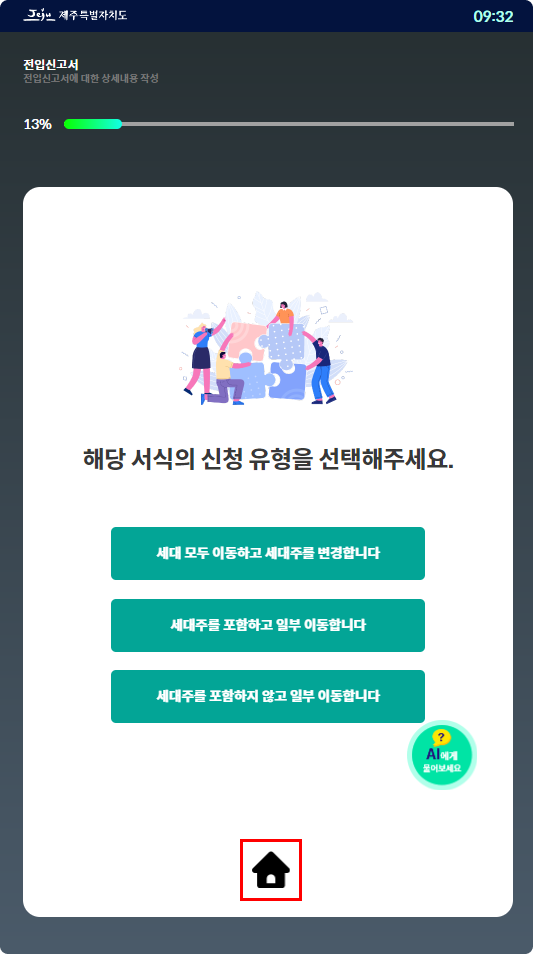 Jeju 제주특별자치도
09:32
전입신고서
전입신고서에 대한 상세내용 작성
13%
해당 서식의 신청 유형을 선택해주세요.
세대 모두 이동하고 세대주를 변경합니다
세대주를 포함하고 일부 이동합니다
세대주를 포함하지 않고 일부 이동합니다
?
AI에게
물어보세요